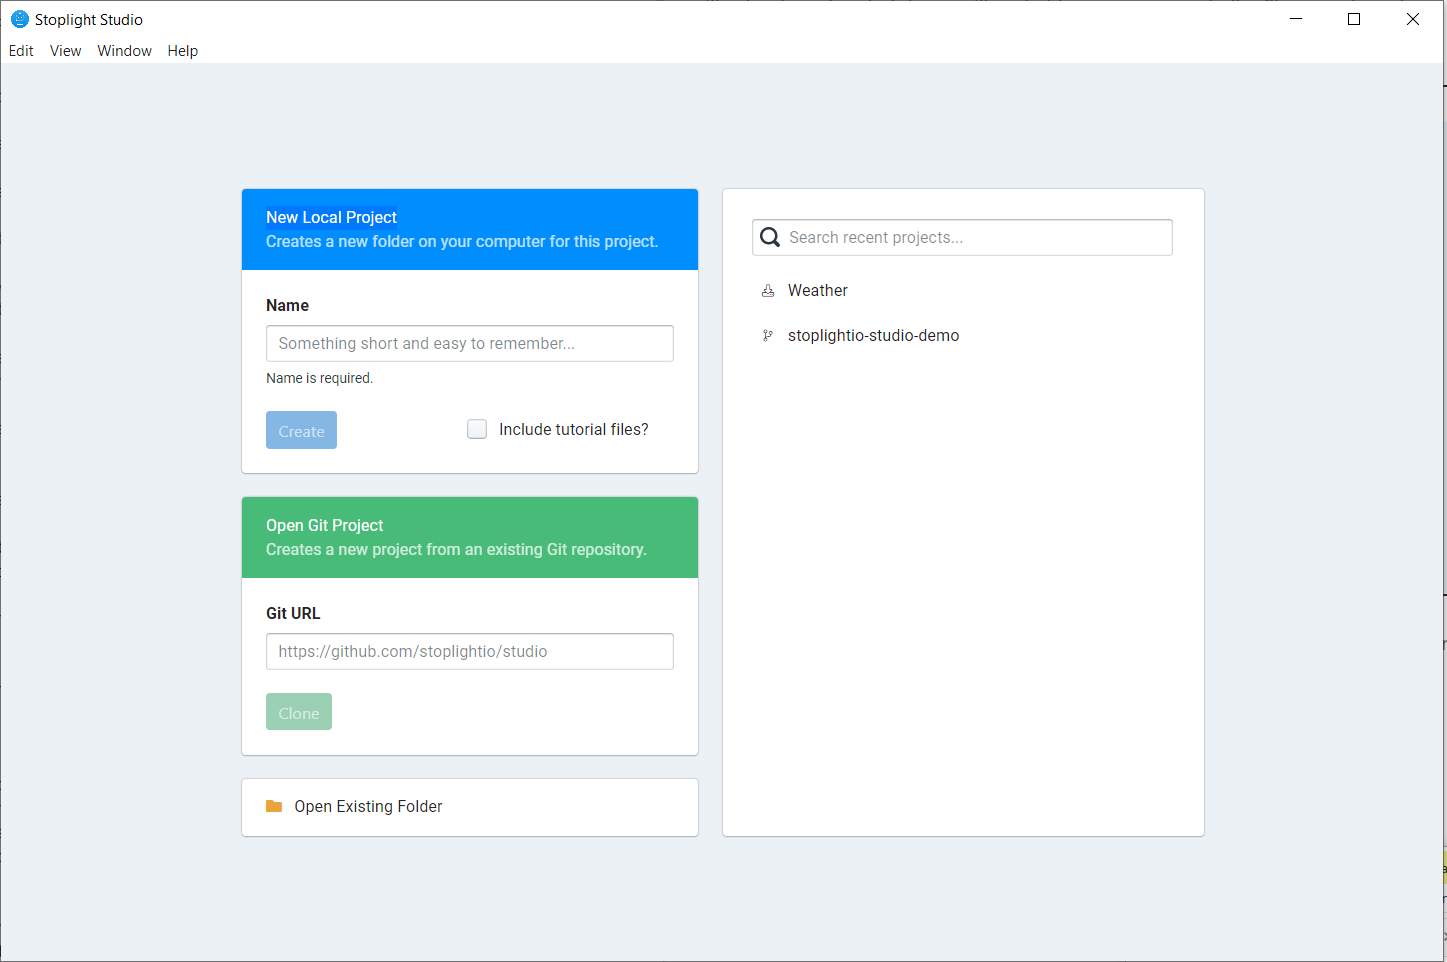 Stoplight Studio
Edit View Window Help
New Local Project
Creates a new folder on your computer for this project.
Name
Something short and easy to remember...
Name is required.
Create
Include tutorial files?
Open Git Project
Creates a new project from an existing Git repository.
Git URL
https://github.com/stoplightio/studio
Clone
Open Existing Folder
Search recent projects...
Weather
stoplightio-studio-demo